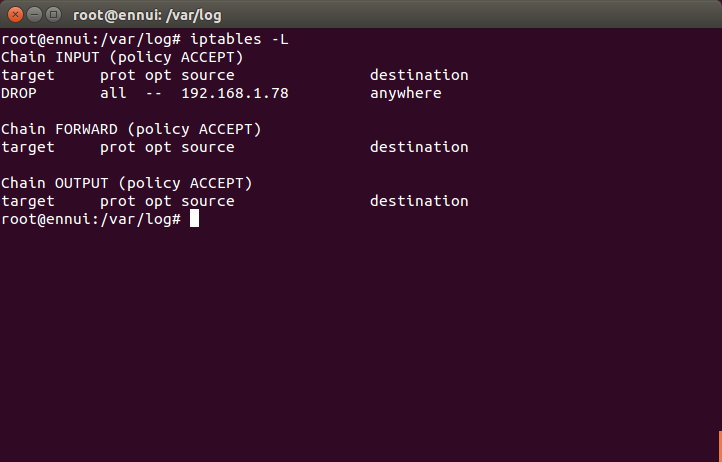 root@ennui: /var/log
root@ennui:/var/log# iptables -L
Chain INPUT (policy ACCEPT)
target     prot opt source               destination
DROP       all  --  192.168.1.78         anywhere

Chain FORWARD (policy ACCEPT)
target     prot opt source               destination

Chain OUTPUT (policy ACCEPT)
target     prot opt source               destination
root@ennui:/var/log#